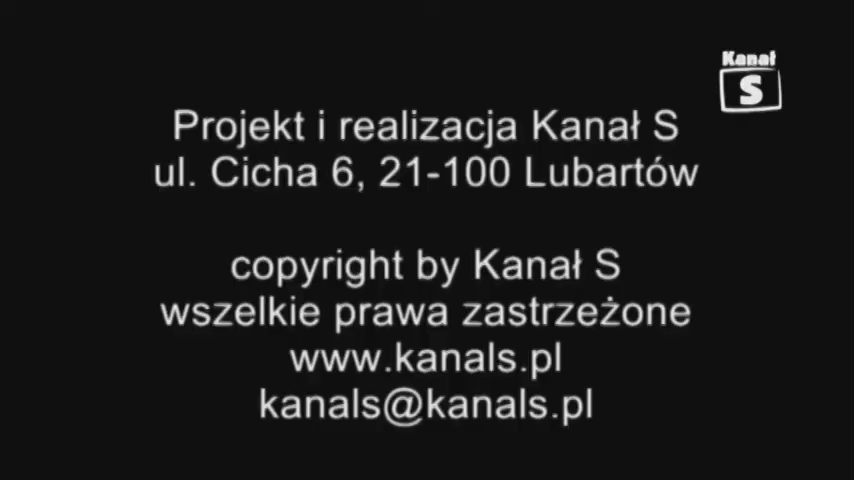 Kanał
S
Projekt i realizacja Kanał S
ul. Cicha 6, 21-100 Lubartów
copyright by Kanał S
wszelkie prawa zastrzeżone
www.kanals.pl
kanals@kanals.pl